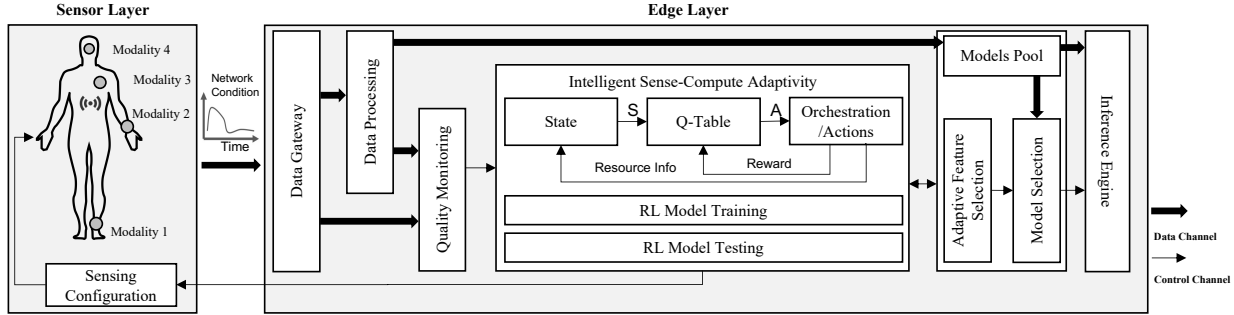 Sensor Layer
Edge Layer
Modality 4
Modality 3
Modality 2
Modality 1
Sensing
Configuration
Network
Condition
Time
Data Gateway
Data Processing
Quality Monitoring
Intelligent Sense-Compute Adaptivity
State
S
Q-Table
A
Orchestration
/Actions
Resource Info
Reward
RL Model Training
RL Model Testing
Models Pool
Adaptive Feature
Selection
Model Selection
Inference Engine
Data Channel
Control Channel